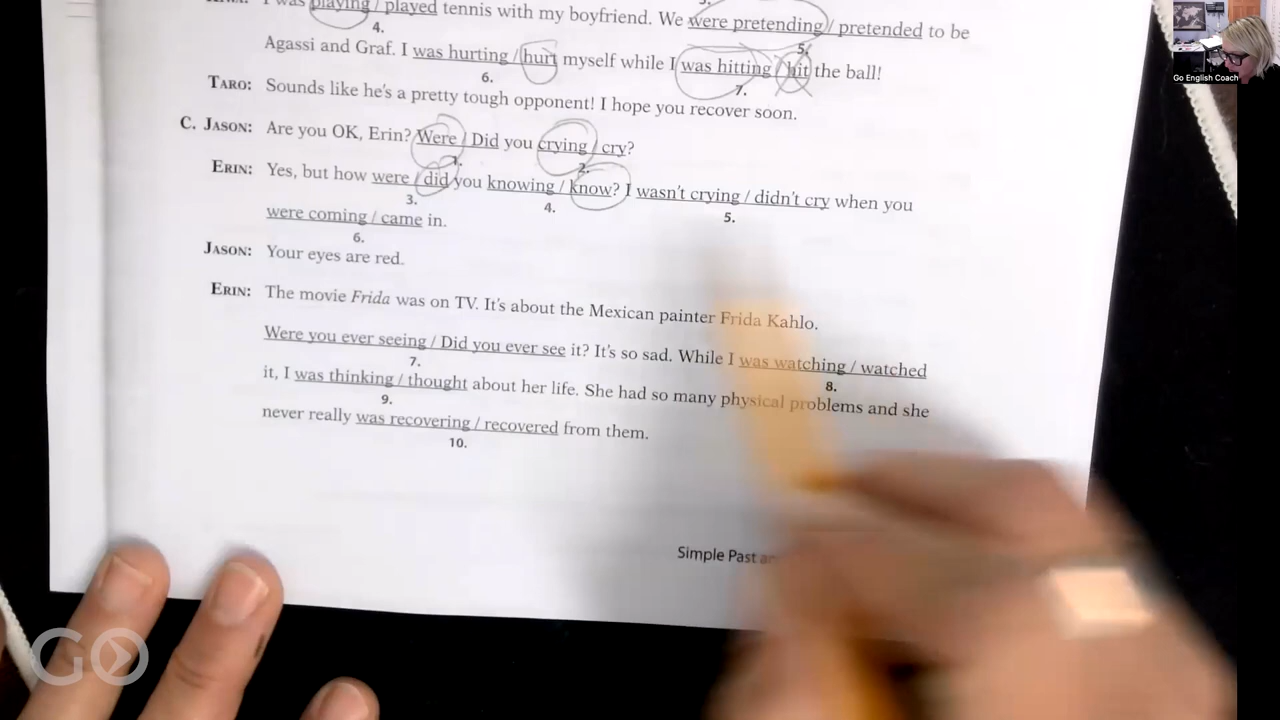 I was playing / played tennis with my boyfriend. We were pretending / pretended to be
4.
5.
Agassi and Graf. I was hurting / hurt myself while I was hitting / hit the ball!
6.
7.
TARO: Sounds like he's a pretty tough opponent! I hope you recover soon.
C. JASON: Are you OK, Erin? Were / Did you crying / cry?
1.
2.
ERIN: Yes, but how were / did you knowing / know? I wasn't crying / didn't cry when you
3.
4.
5.
were coming / came in.
6.
JASON: Your eyes are red.
ERIN: The movie Frida was on TV. It's about the Mexican painter Frida Kahlo.
Were you ever seeing / Did you ever see it? It's so sad. While I was watching / watched
7.
8.
it, I was thinking / thought about her life. She had so many physical problems and she
9.
never really was recovering / recovered from them.
10.
Simple Past
GO
Go English Coach